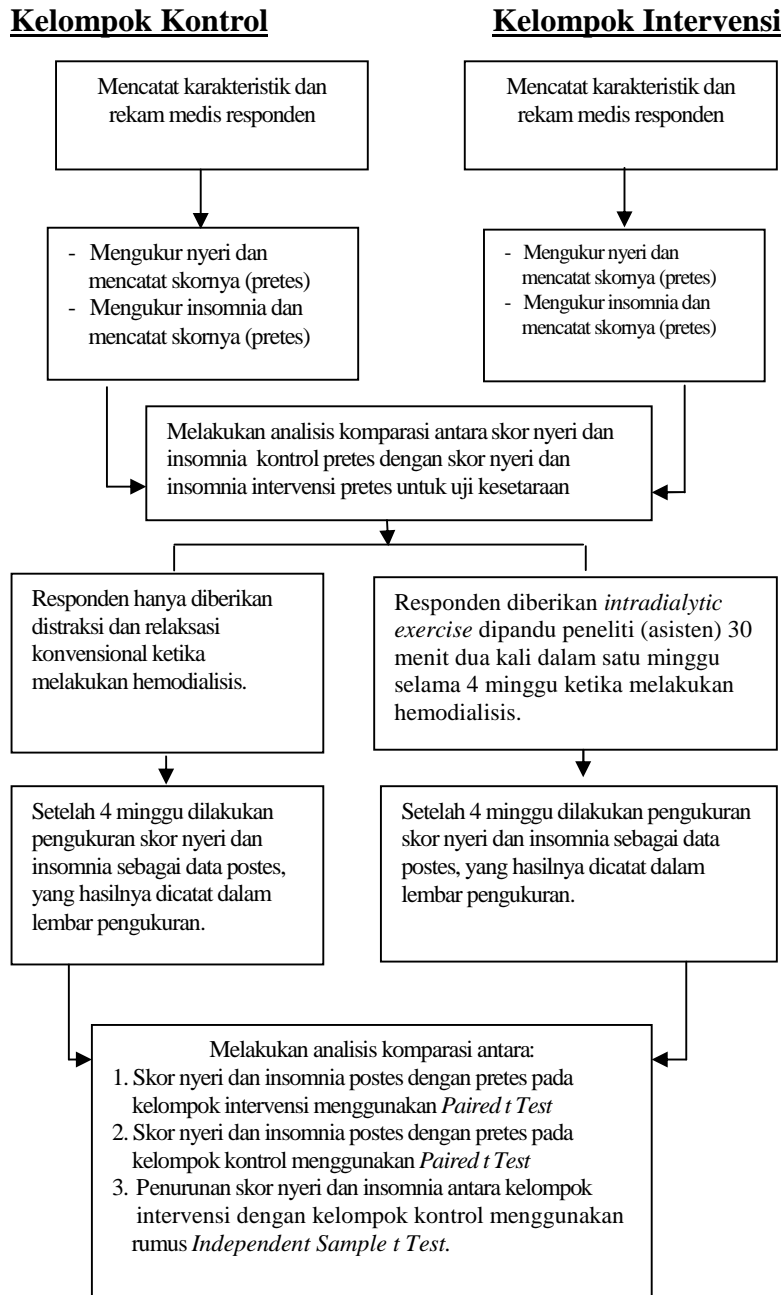 Kelompok Kontrol
Kelompok Intervensi
Mencatat karakteristik dan
rekam medis responden
Mencatat karakteristik dan
rekam medis responden
- Mengukur nyeri dan
mencatat skornya (pretes)
- Mengukur insomnia dan
mencatat skornya (pretes)
- Mengukur nyeri dan
mencatat skornya (pretes)
- Mengukur insomnia dan
mencatat skornya (pretes)
Melakukan analisis komparasi antara skor nyeri dan
insomnia kontrol pretes dengan skor nyeri dan
insomnia intervensi pretes untuk uji kesetaraan
Responden hanya diberikan
distraksi dan relaksasi
konvensional ketika
melakukan hemodialisis.
Responden diberikan intradialytic
exercise dipandu peneliti (asisten) 30
menit dua kali dalam satu minggu
selama 4 minggu ketika melakukan
hemodialisis.
Setelah 4 minggu dilakukan
pengukuran skor nyeri dan
insomnia sebagai data postes,
yang hasilnya dicatat dalam
lembar pengukuran.
Setelah 4 minggu dilakukan pengukuran
skor nyeri dan insomnia sebagai data
postes, yang hasilnya dicatat dalam
lembar pengukuran.
Melakukan analisis komparasi antara:
1. Skor nyeri dan insomnia postes dengan pretes pada
kelompok intervensi menggunakan Paired t Test
2. Skor nyeri dan insomnia postes dengan pretes pada
kelompok kontrol menggunakan Paired t Test
3. Penurunan skor nyeri dan insomnia antara kelompok
intervensi dengan kelompok kontrol menggunakan
rumus Independent Sample t Test.